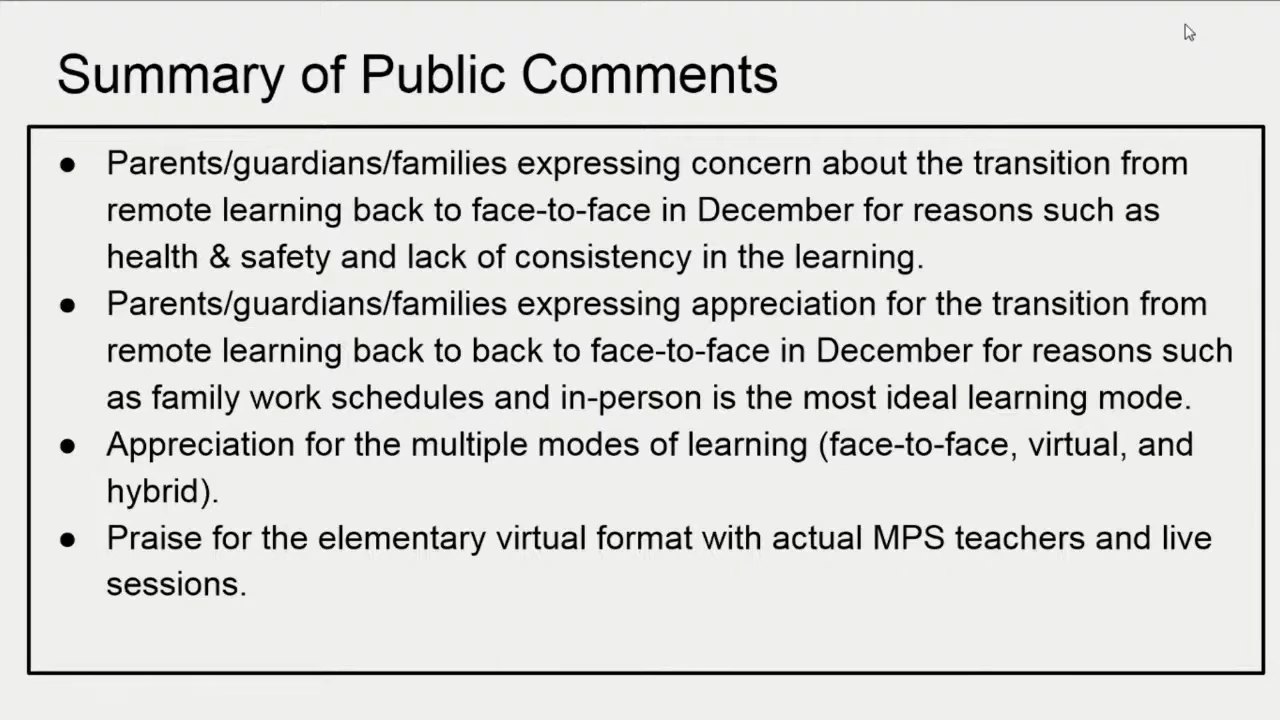 Summary of Public Comments
● Parents/guardians/families expressing concern about the transition from
remote learning back to face-to-face in December for reasons such as
health & safety and lack of consistency in the learning.
● Parents/guardians/families expressing appreciation for the transition from
remote learning back to back to face-to-face in December for reasons such
as family work schedules and in-person is the most ideal learning mode.
● Appreciation for the multiple modes of learning (face-to-face, virtual, and
hybrid).
● Praise for the elementary virtual format with actual MPS teachers and live
sessions.